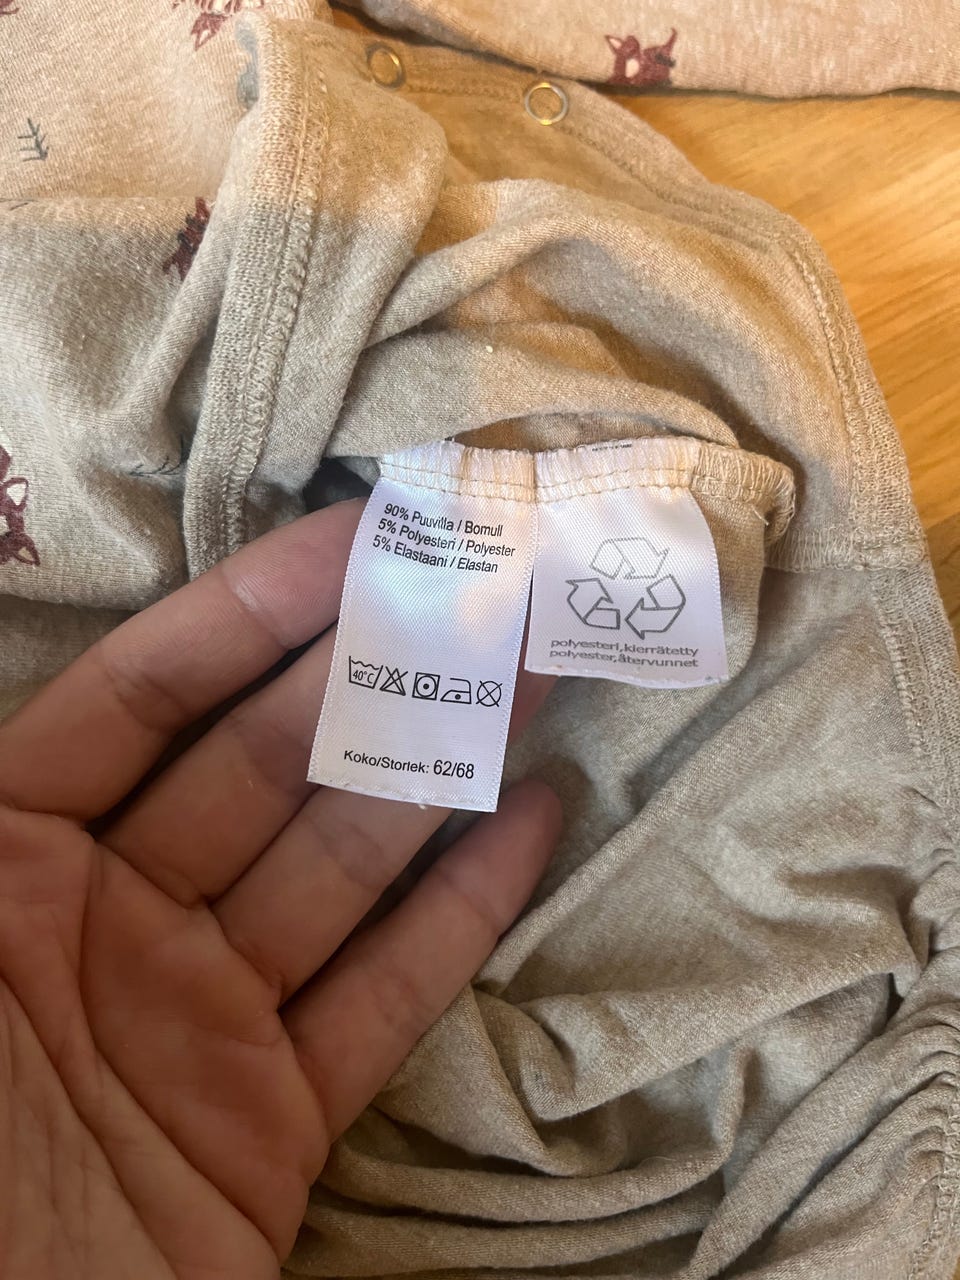 90% Puuvilla / Bomull
5% Polyesteri / Polyester
5% Elastaani / Elastan
40°C
Koko/Storlek: 62/68
polyesteri,kierrätetty
polyester,återvunnet